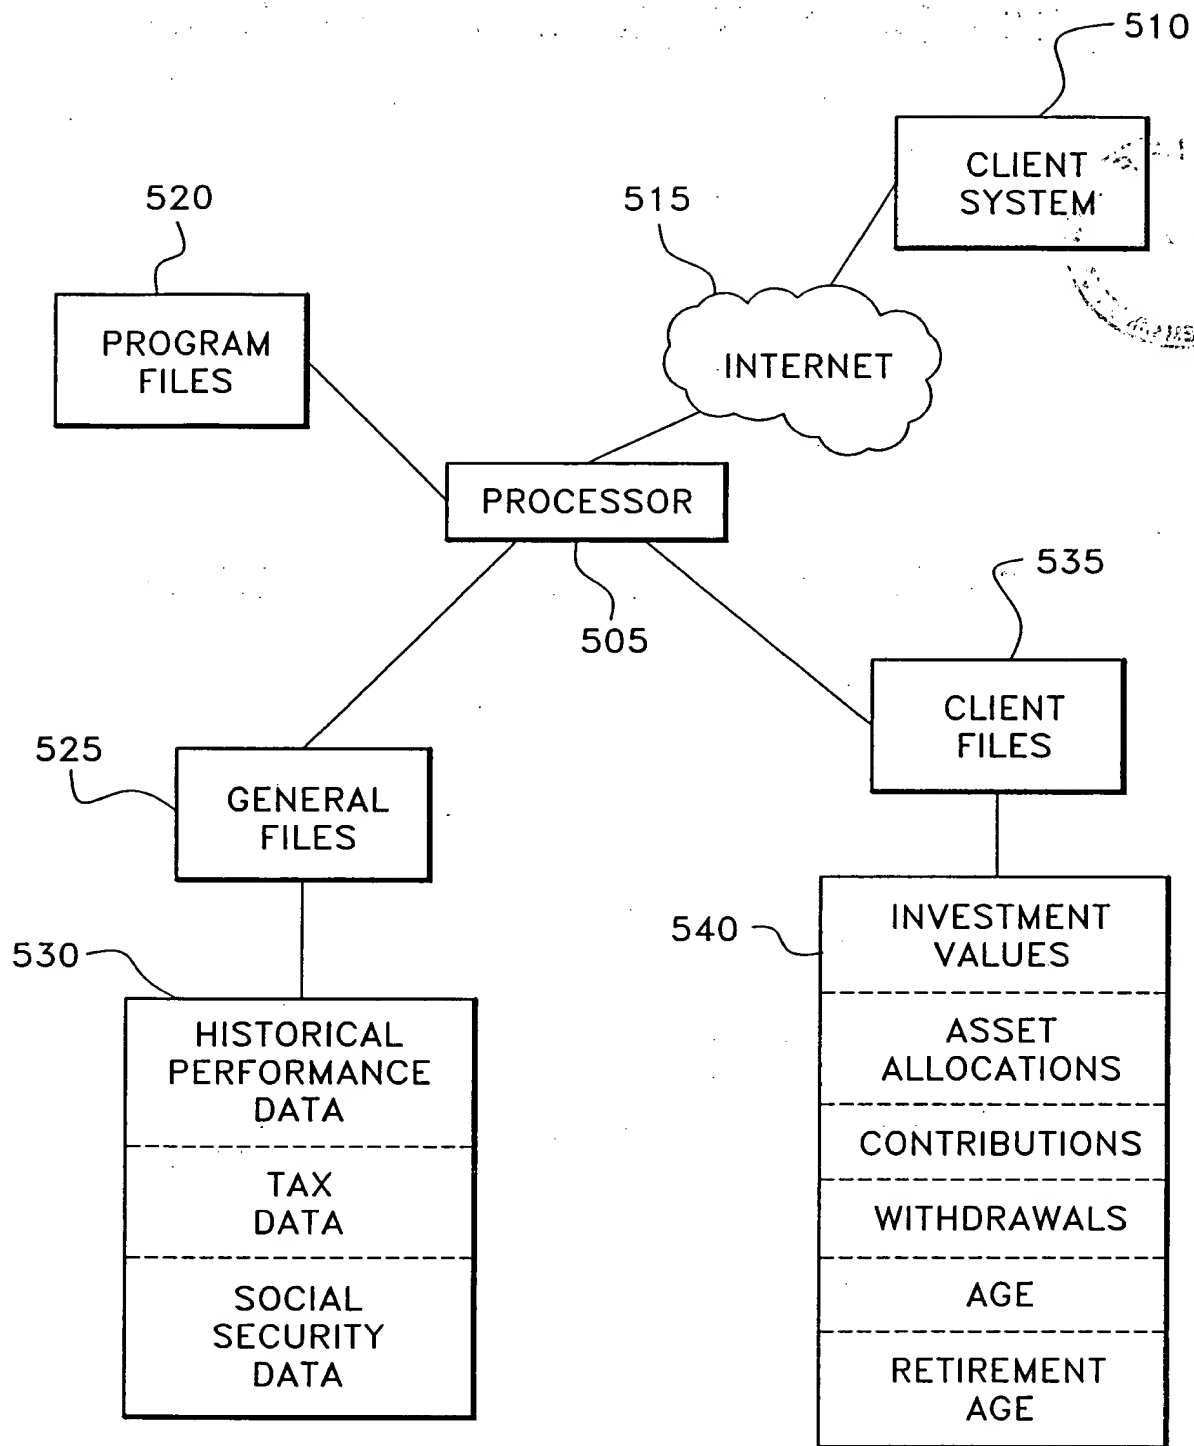 510
CLIENT
SYSTEM
520
515
PROGRAM
FILES
INTERNET
PROCESSOR
535
505
CLIENT
FILES
525
GENERAL
FILES
540
INVESTMENT
VALUES
530
HISTORICAL
PERFORMANCE
DATA
ASSET
ALLOCATIONS
CONTRIBUTIONS
TAX
DATA
WITHDRAWALS
AGE
SOCIAL
SECURITY
DATA
RETIREMENT
AGE